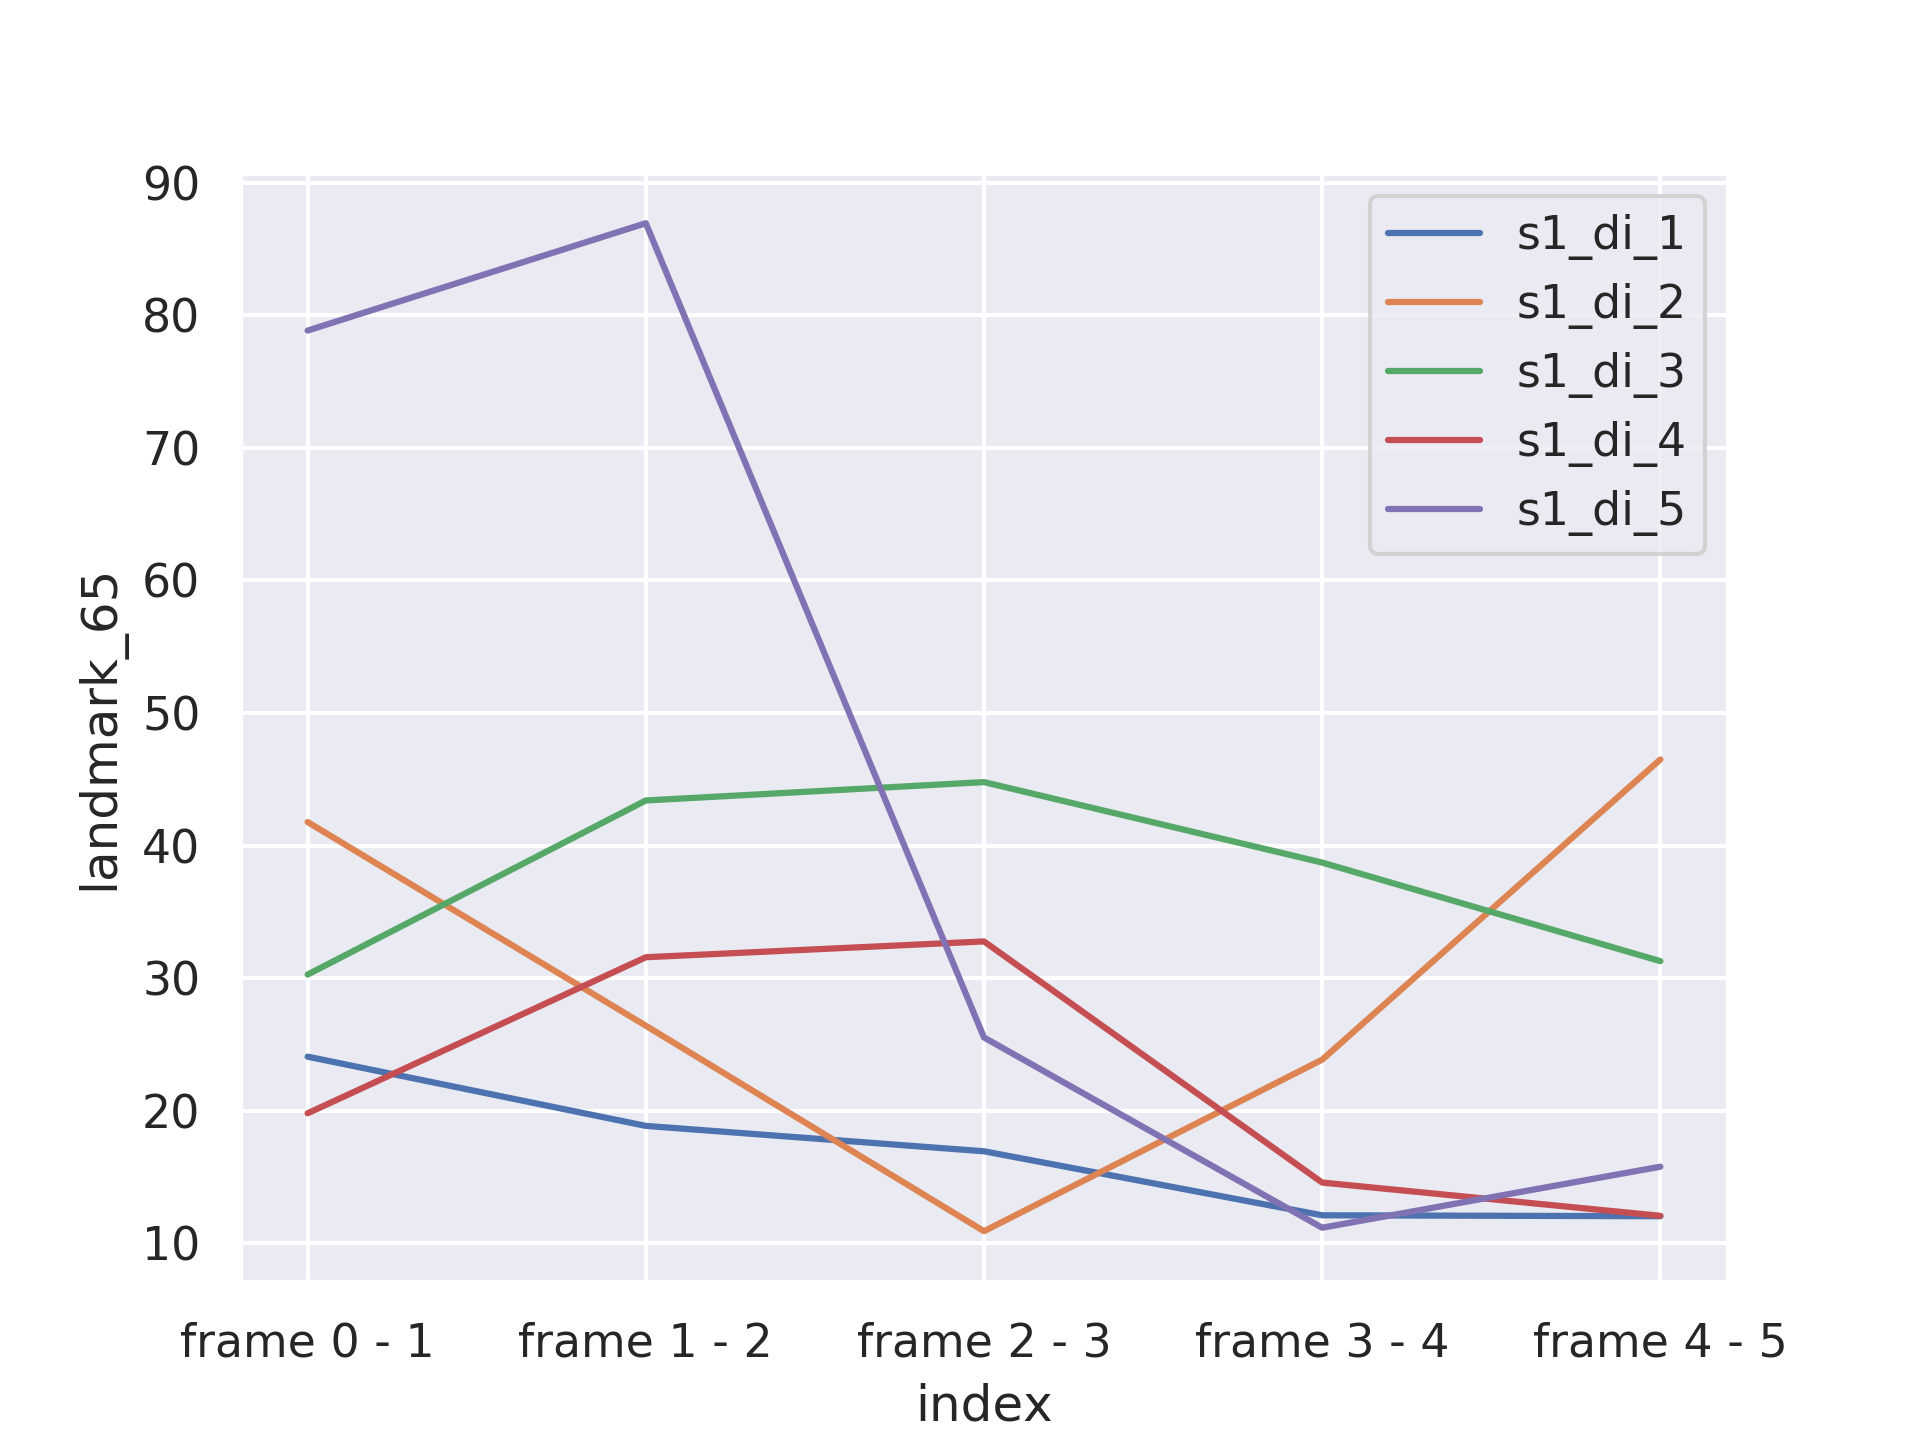 90
80
70
60
50
40
30
20
10
landmark_65
s1_di_1
s1_di_2
s1_di_3
s1_di_4
s1_di_5
frame 0 - 1 frame 1 - 2 frame 2 - 3 frame 3 - 4 frame 4 - 5
index